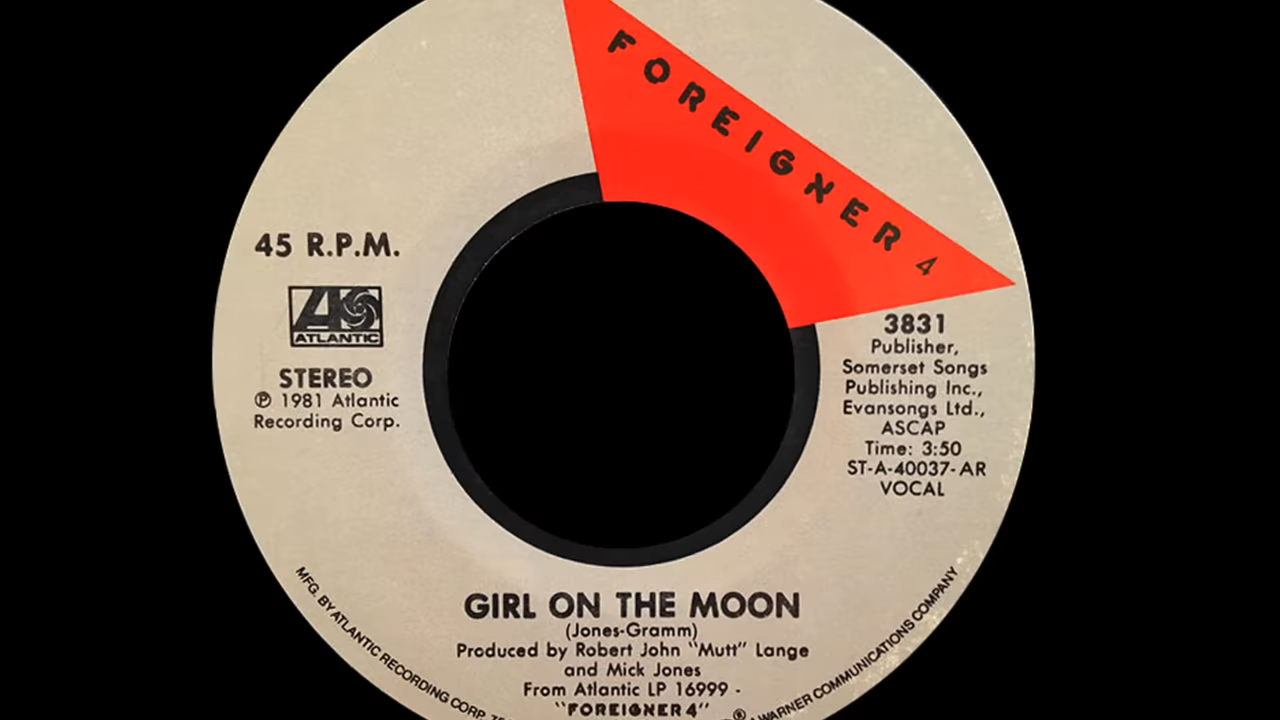 FOREIGNER 4
45 R.P.M.
ATLANTIC
STEREO
℗ 1981 Atlantic
Recording Corp.
3831
Publisher,
Somerset Songs
Publishing Inc.,
Evansongs Ltd.,
ASCAP
Time: 3:50
ST-A-40037-AR
VOCAL
GIRL ON THE MOON
(Jones-Gramm)
Produced by Robert John "Mutt" Lange
and Mick Jones
From Atlantic LP 16999 -
"FOREIGNER 4"
MFG. BY ATLANTIC RECORDING CORP.
® A WARNER COMMUNICATIONS COMPANY